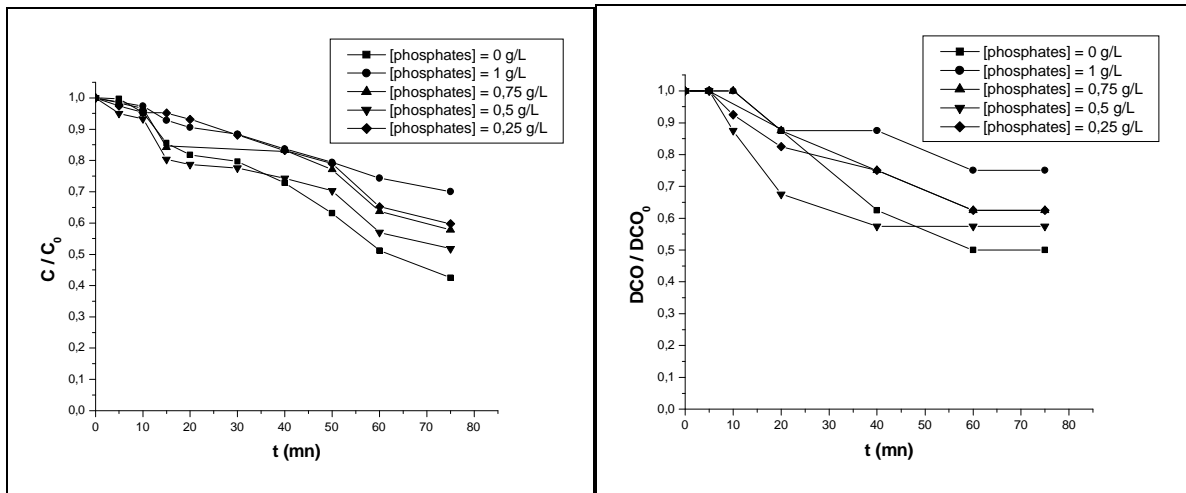 [phosphates] = 0 g/L
[phosphates] = 1 g/L
[phosphates] = 0,75 g/L
[phosphates] = 0,5 g/L
[phosphates] = 0,25 g/L
1,0
0,9
0,8
0,7
0,6
0,5
0,4
0,3
0,2
0,1
0,0
C / C0
0 10 20 30 40 50 60 70 80
t (mn)
[phosphates] = 0 g/L
[phosphates] = 1 g/L
[phosphates] = 0,75 g/L
[phosphates] = 0,5 g/L
[phosphates] = 0,25 g/L
1,0
0,9
0,8
0,7
0,6
0,5
0,4
0,3
0,2
0,1
0,0
DCO / DCO0
0 10 20 30 40 50 60 70 80
t (mn)